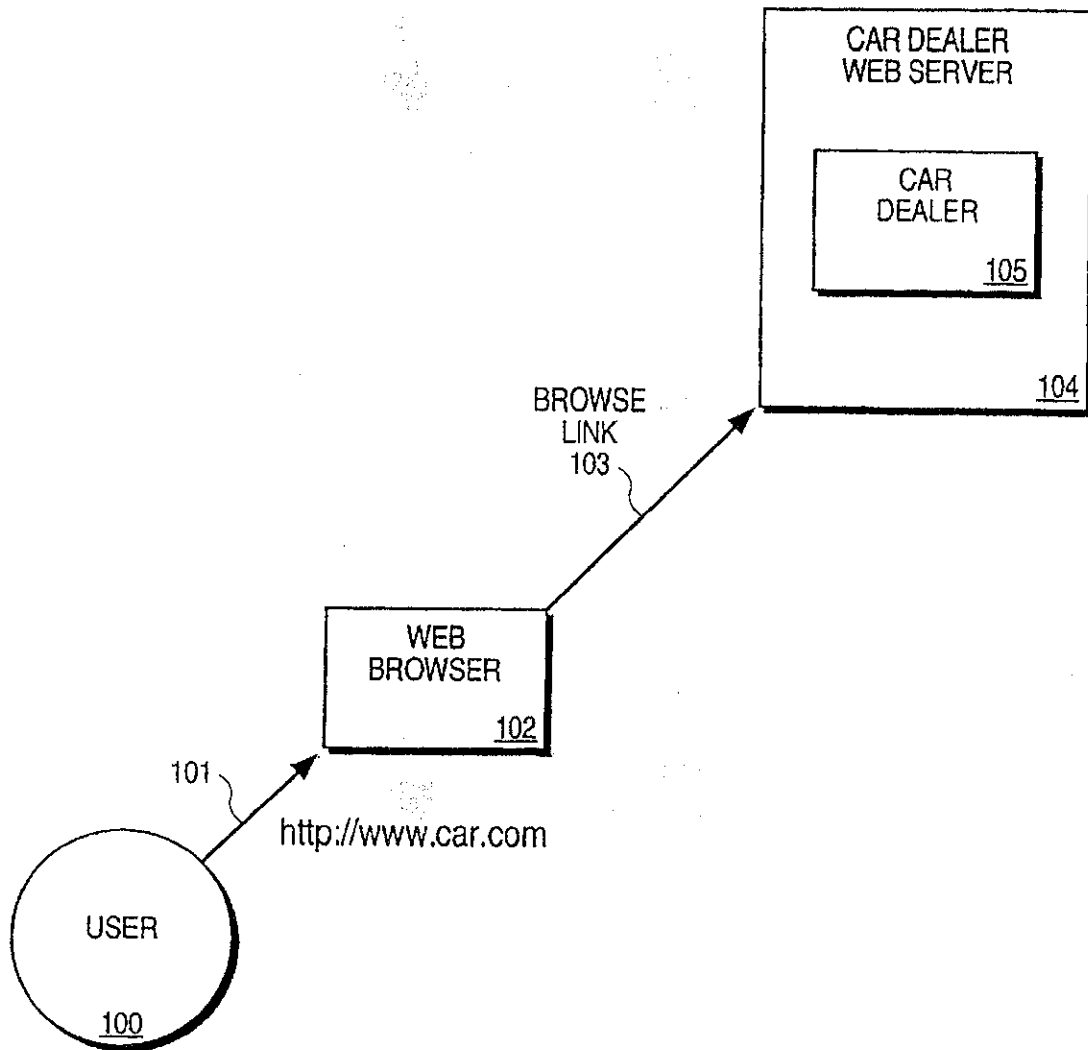 CAR DEALER
WEB SERVER
CAR
DEALER
105
104
BROWSE
LINK
103
WEB
BROWSER
102
101
http://www.car.com
USER
100